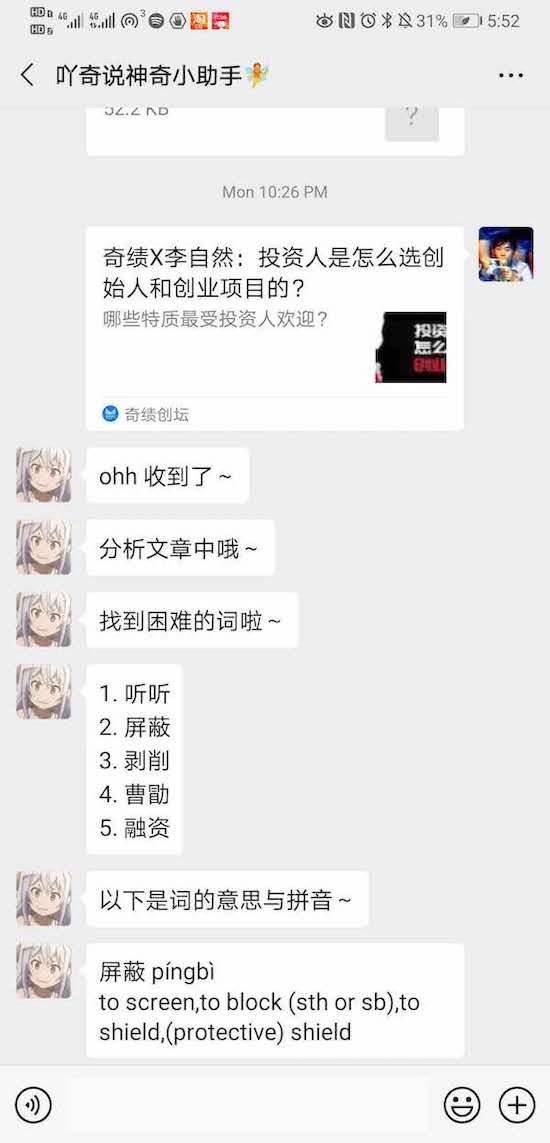 31% 5:52
吖奇说神奇小助手
52.2 KB
?
Mon 10:26 PM
奇绩X李自然：投资人是怎么选创
始人和创业项目的？
哪些特质最受投资人欢迎？
投资
怎么
奇绩创坛
ohh 收到了～
分析文章中哦～
找到困难的词啦～
1. 听听
2. 屏蔽
3. 剥削
4. 曹勖
5. 融资
以下是词的意思与拼音～
屏蔽 píngbì
to screen,to block (sth or sb),to
shield,(protective) shield